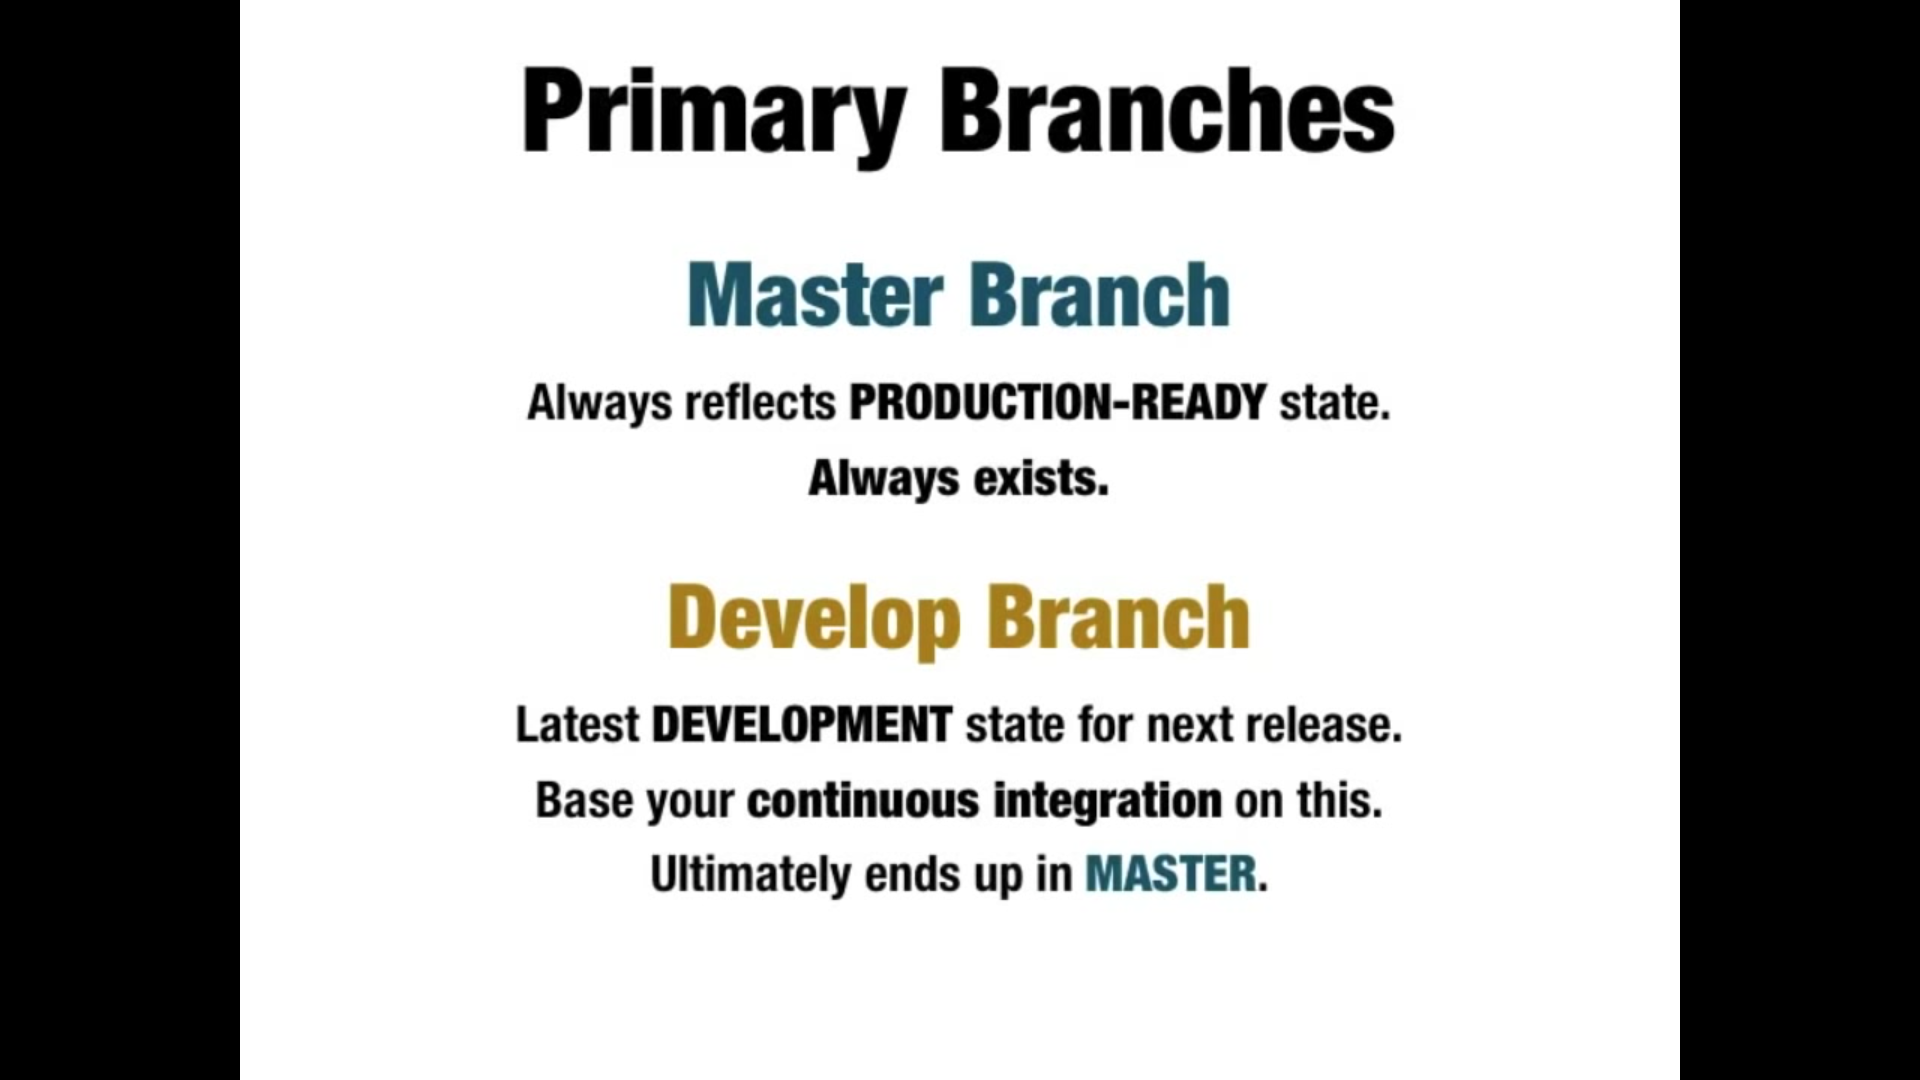 Primary Branches
Master Branch
Always reflects PRODUCTION-READY state.
Always exists.
Develop Branch
Latest DEVELOPMENT state for next release.
Base your continuous integration on this.
Ultimately ends up in MASTER.